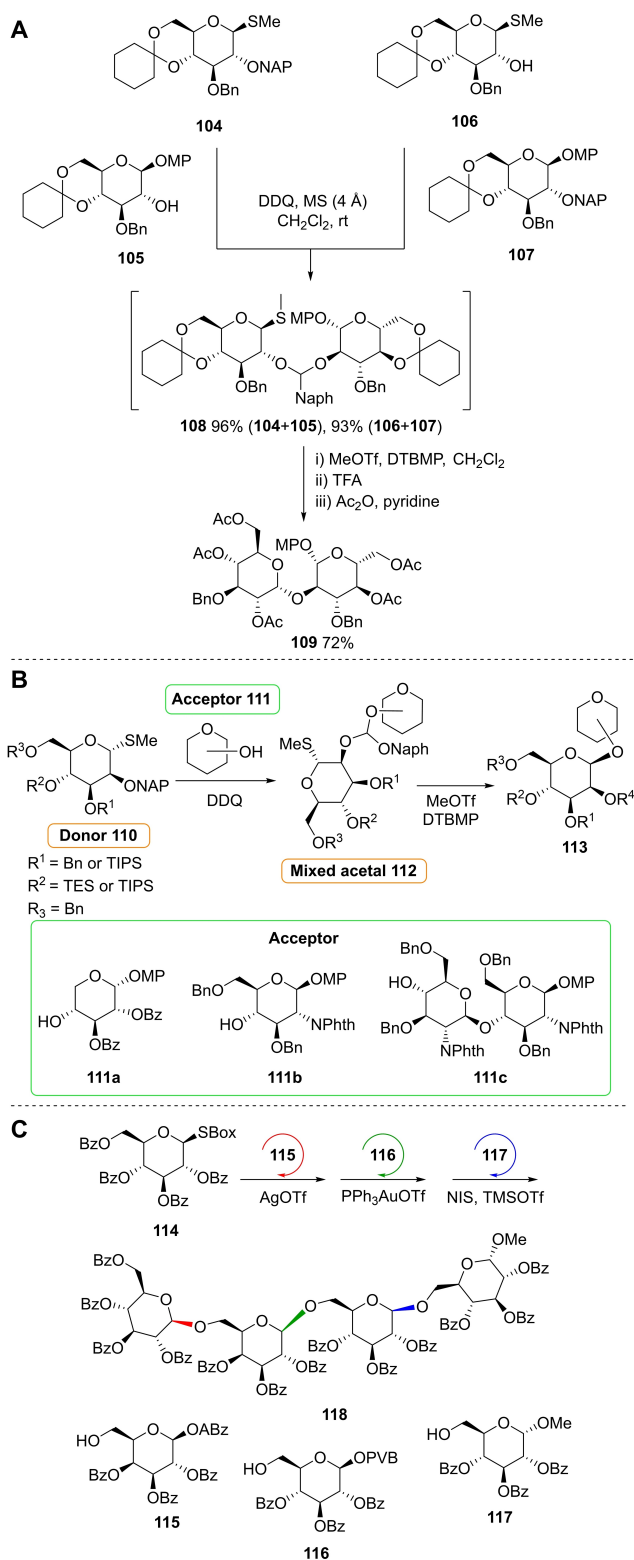 A
SMe
O
O
O
ONAP
OBn
104
SMe
O
O
O
OH
OBn
106
OMP
O
O
O
OH
OBn
105
DDQ, MS (4 Å)
CH2Cl2, rt
OMP
O
O
O
ONAP
OBn
107
S
MPO
O
O
O
O
O
O
O
O
OBn
Naph
OBn
108 96% (104+105), 93% (106+107)
i) MeOTf, DTBMP, CH2Cl2
ii) TFA
iii) Ac2O, pyridine
AcO
AcO
O
MPO
O
OAc
BnO
O
OAc
OAc
OBn
109 72%
B
Acceptor 111
R3O
O
SMe
R2O
ONAP
OR1
Donor 110
O
OH
DDQ
O
O
MeS
O
ONaph
OR1
O
OR2
OR3
Mixed acetal 112
MeOTf
DTBMP
O
R3O
O
O
R2O
OR4
OR1
113
R1 = Bn or TIPS
R2 = TES or TIPS
R3 = Bn
Acceptor
O
OMP
HO
OBz
OBz
111a
BnO
O
OMP
HO
NPhth
OBn
111b
BnO
OBn
HO
O
O
OMP
BnO
O
NPhth
NPhth
OBn
111c
C
BzO
O
SBox
BzO
OBz
OBz
114
115
AgOTf
116
PPh3AuOTf
117
NIS, TMSOTf
BzO
BzO
O
BzO
OBz
O
O
BzO
OBz
OBz
O
O
BzO
OBz
OBz
O
O
OMe
OBz
OBz
BzO
118
HO
O
OABz
BzO
OBz
OBz
115
HO
O
OPVB
BzO
OBz
OBz
116
HO
O
OMe
BzO
OBz
OBz
117